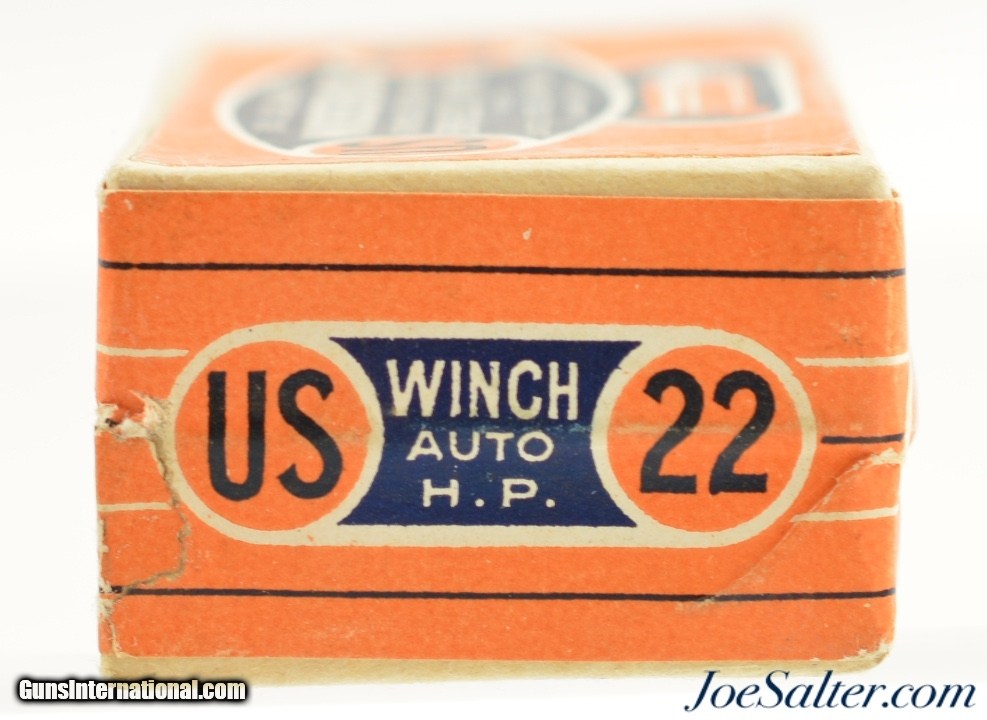 US
WINCH
AUTO
H.P.
22
GunsInternational.com
JoeSalter.com